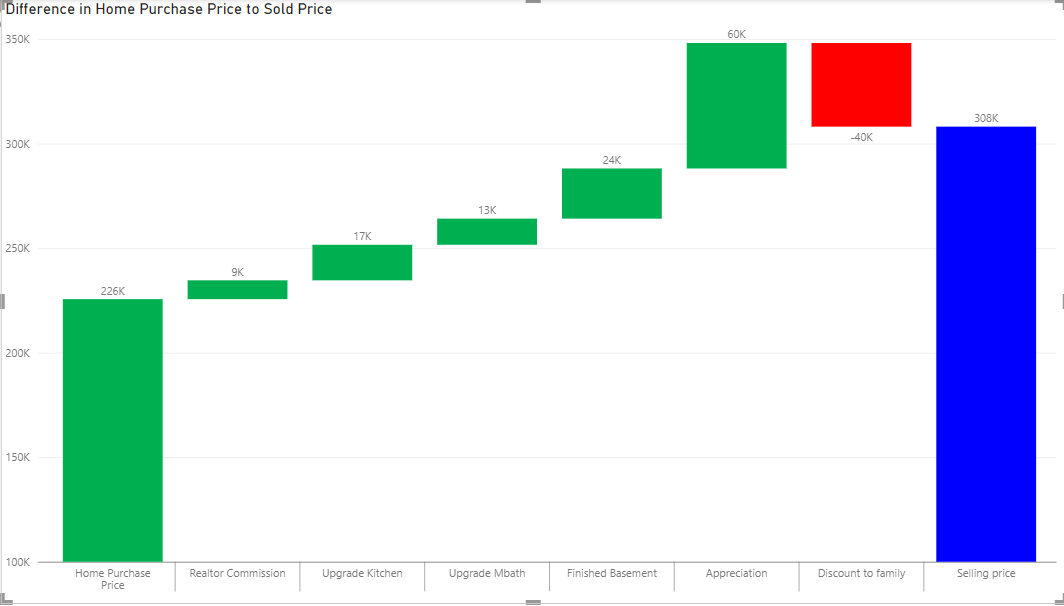 Difference in Home Purchase Price to Sold Price
350K
60K
308K
300K
-40K
24K
13K
250K
17K
9K
226K
200K
150K
100K
Home Purchase
Price
Realtor Commission
Upgrade Kitchen
Upgrade Mbath
Finished Basement
Appreciation
Discount to family
Selling price